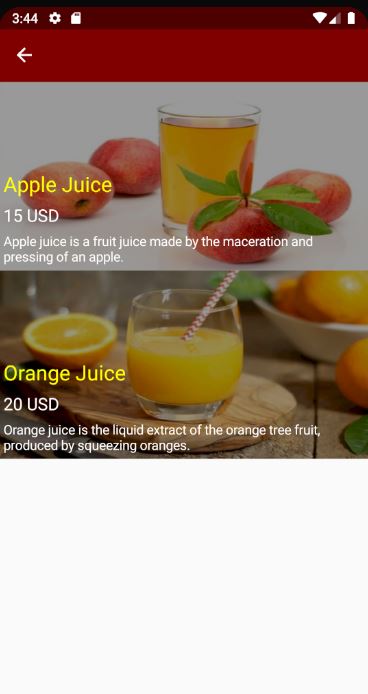 3:44
Apple Juice
15 USD
Apple juice is a fruit juice made by the maceration and
pressing of an apple.
Orange Juice
20 USD
Orange juice is the liquid extract of the orange tree fruit,
produced by squeezing oranges.